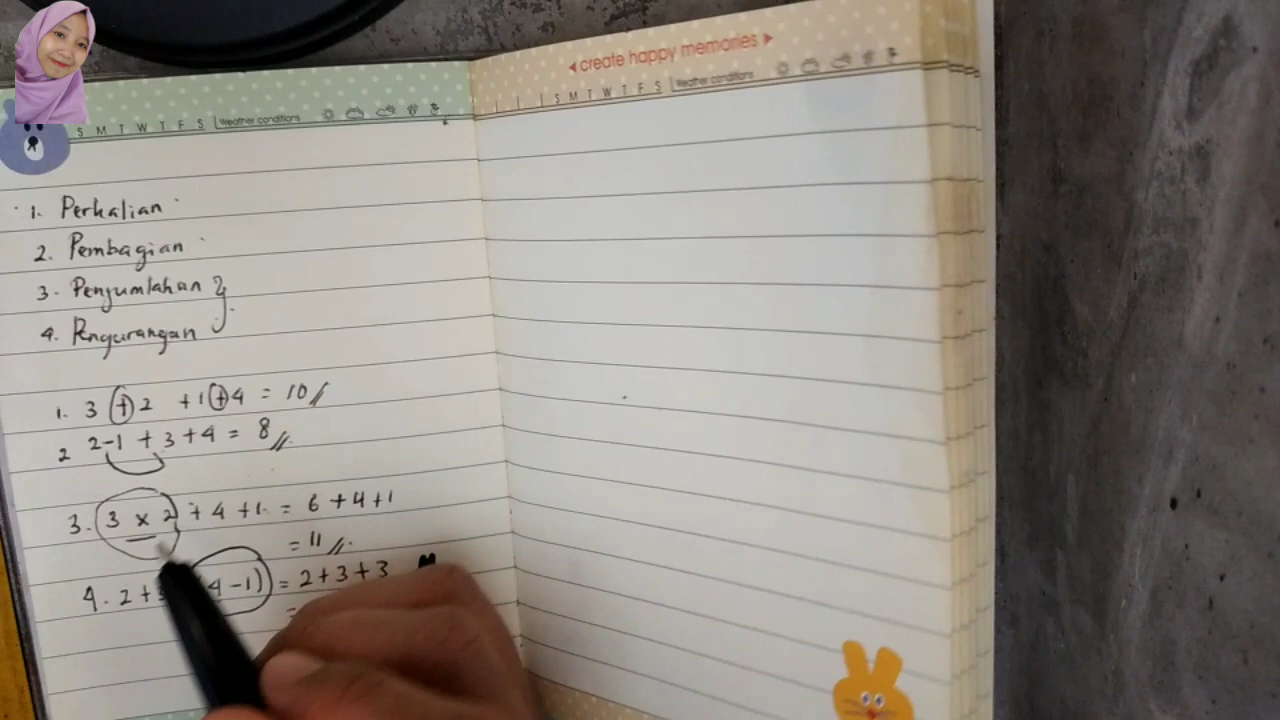 ◄create happy memories►
S M T W T F S Weather conditions
S M T W T F S Weather conditions
1. Perkalian
2. Pembagian
3. Penjumlahan
4. Pengurangan
1. 3 + 2 + 1 + 4 = 10
2 2 - 1 + 3 + 4 = 8
3. 3 x 2 + 4 + 1 = 6 + 4 + 1
= 11
4. 2 + 4 - 1) = 2 + 3 + 3
=